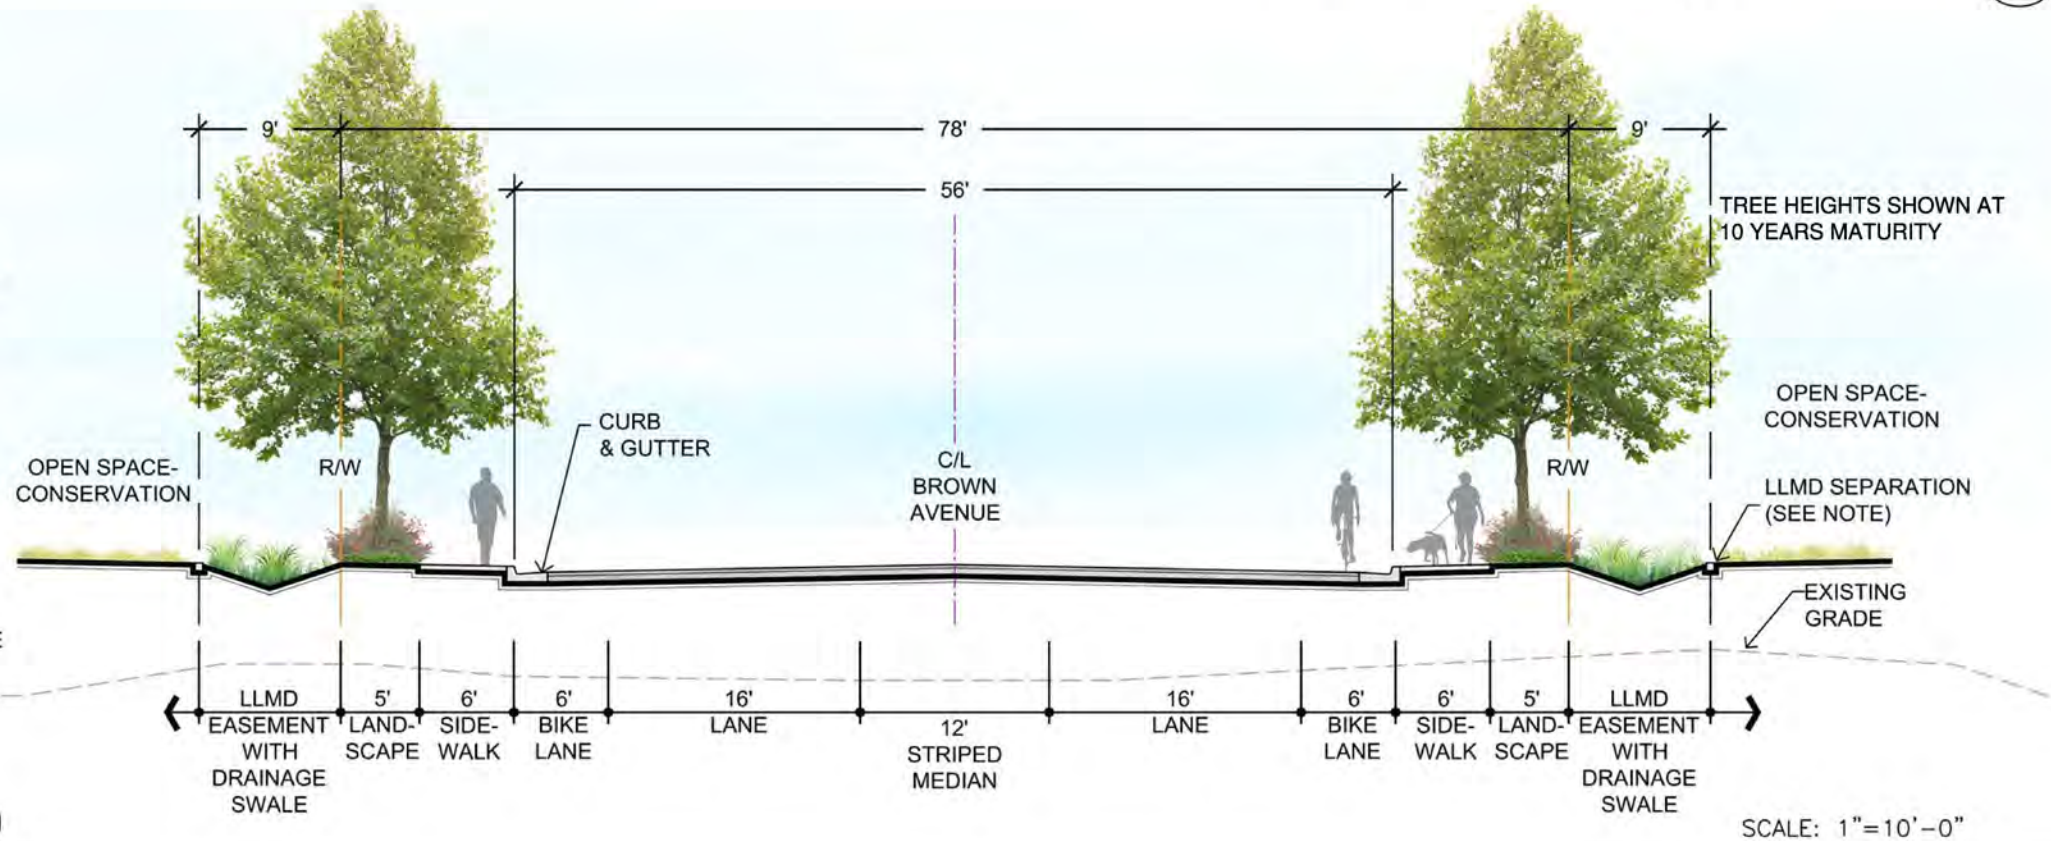 9'
78'
9'
56'
TREE HEIGHTS SHOWN AT
10 YEARS MATURITY
CURB
& GUTTER
OPEN SPACE-
CONSERVATION
R/W
C/L
BROWN
AVENUE
R/W
OPEN SPACE-
CONSERVATION
LLMD SEPARATION
(SEE NOTE)
EXISTING
GRADE
LLMD
EASEMENT
WITH
DRAINAGE
SWALE
5'
LAND-
SCAPE
6'
SIDE-
WALK
6'
BIKE
LANE
16'
LANE
12'
STRIPED
MEDIAN
16'
LANE
6'
BIKE
LANE
6'
SIDE-
WALK
5'
LAND-
SCAPE
LLMD
EASEMENT
WITH
DRAINAGE
SWALE
SCALE: 1"=10'-0"